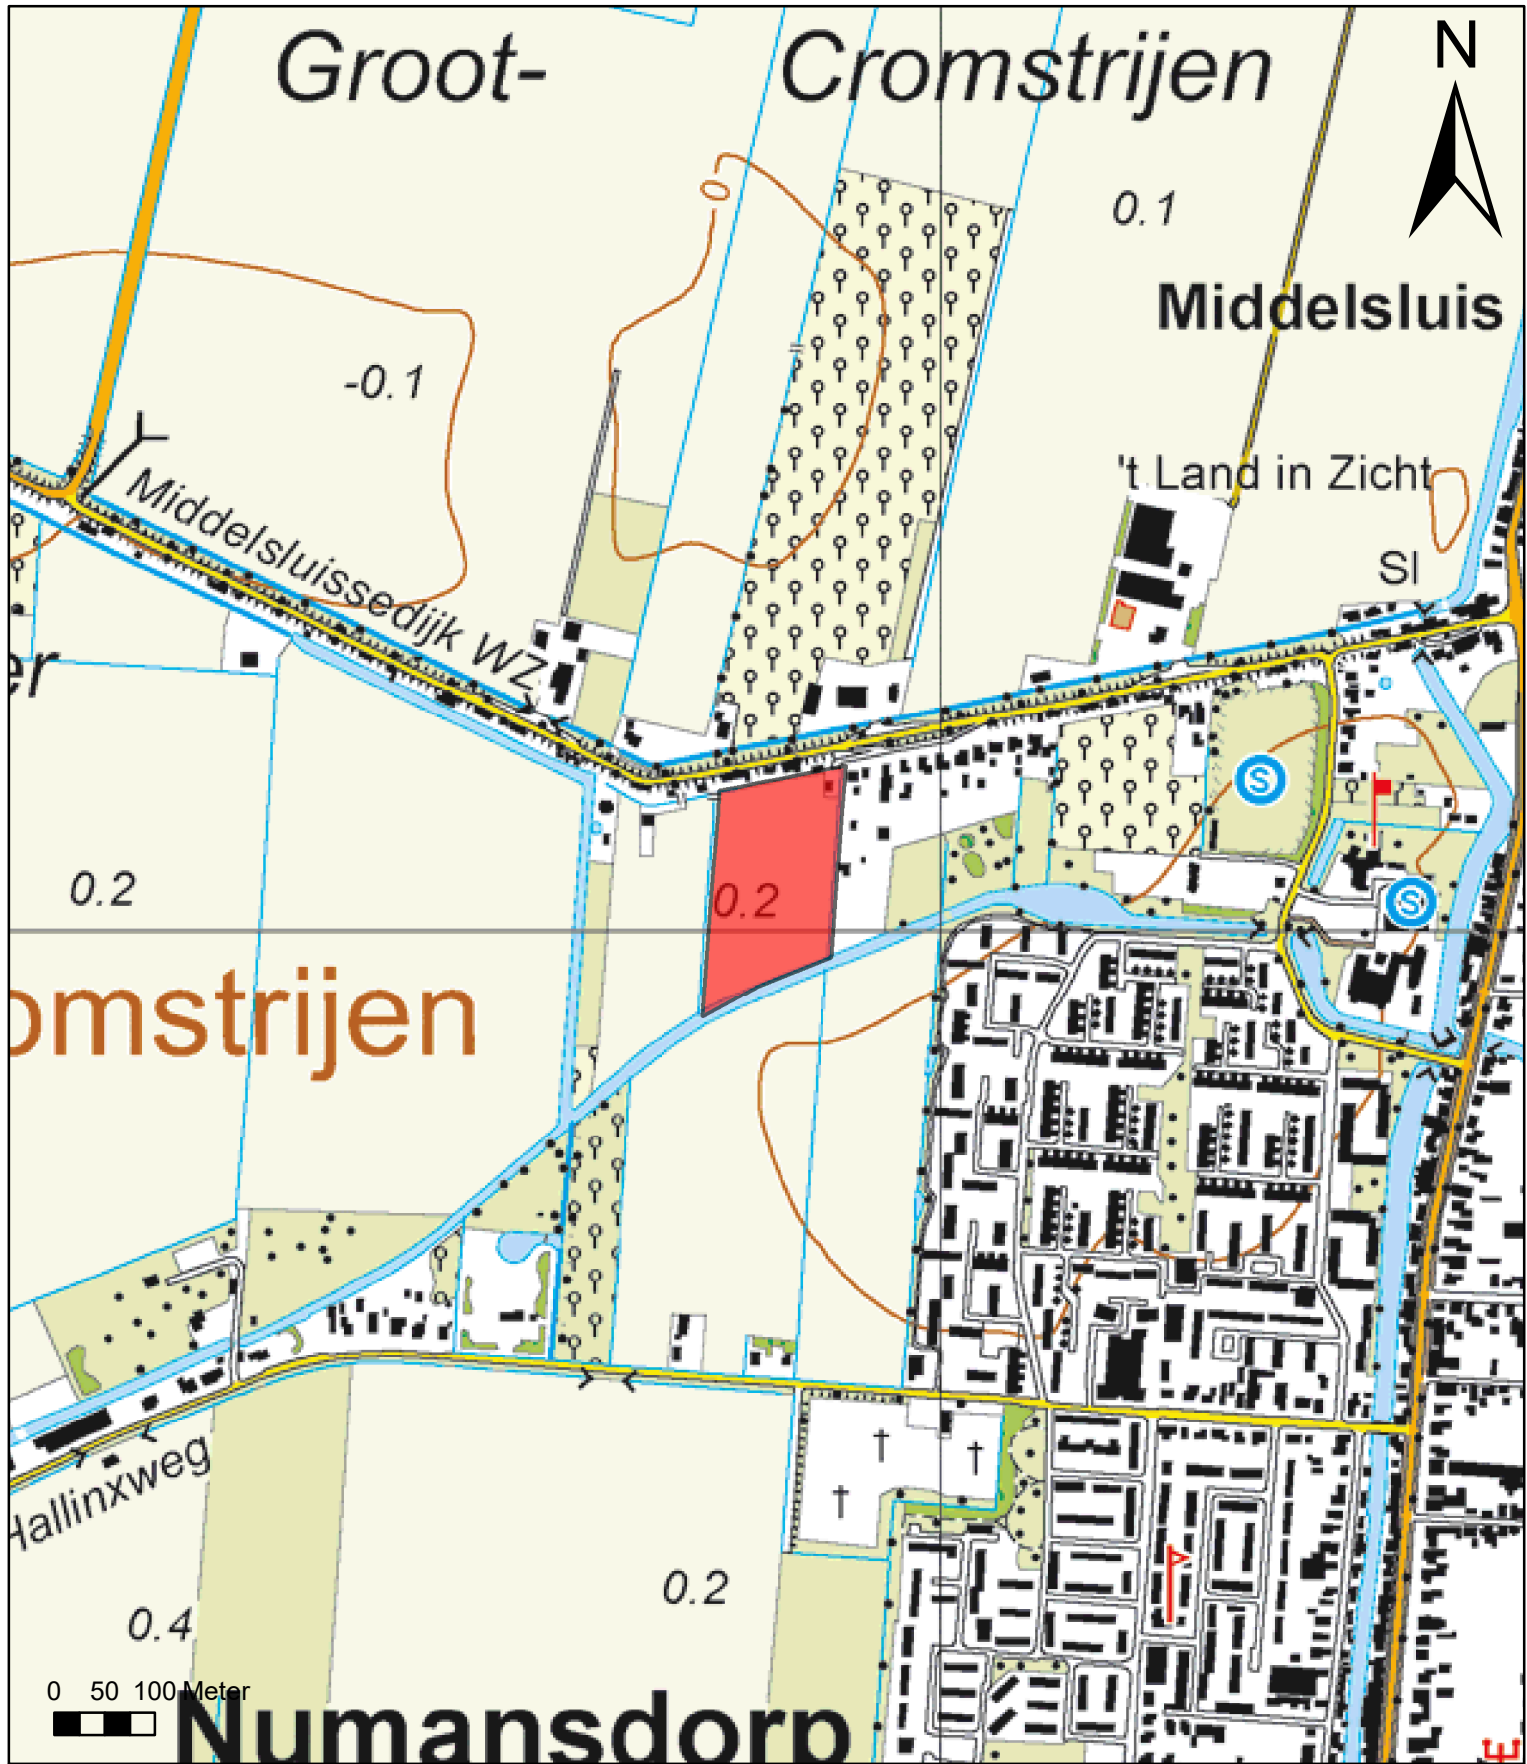 Groot- Cromstrijen
N
0
0.1
Middelsluis
-0.1
't Land in Zicht
Middelsluissedijk WZ
Sl
er
S
0.2
0.2
S
omstrijen
Hallinxweg
0.2
0.4
0 50 100 Meter
Numansdorp